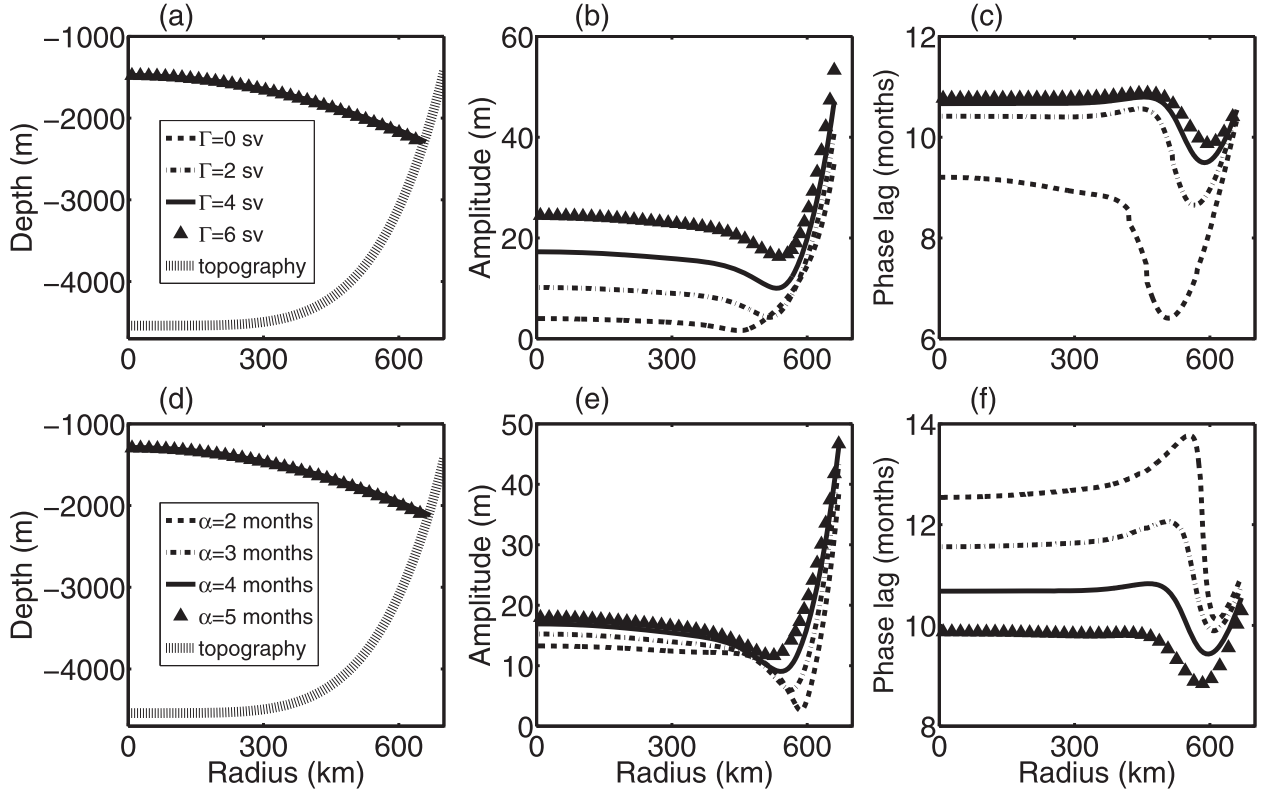 (a)
(b)
(c)
Depth (m)
−1000
−2000
−3000
−4000
0
300
600
Γ=0 sv
Γ=2 sv
Γ=4 sv
Γ=6 sv
topography
Amplitude (m)
60
40
20
0
0
300
600
Phase lag (months)
12
10
8
6
0
300
600
(d)
(e)
(f)
Depth (m)
−1000
−2000
−3000
−4000
0
300
600
Radius (km)
α=2 months
α=3 months
α=4 months
α=5 months
topography
Amplitude (m)
50
40
30
20
10
0
0
300
600
Radius (km)
Phase lag (months)
14
12
10
8
0
300
600
Radius (km)